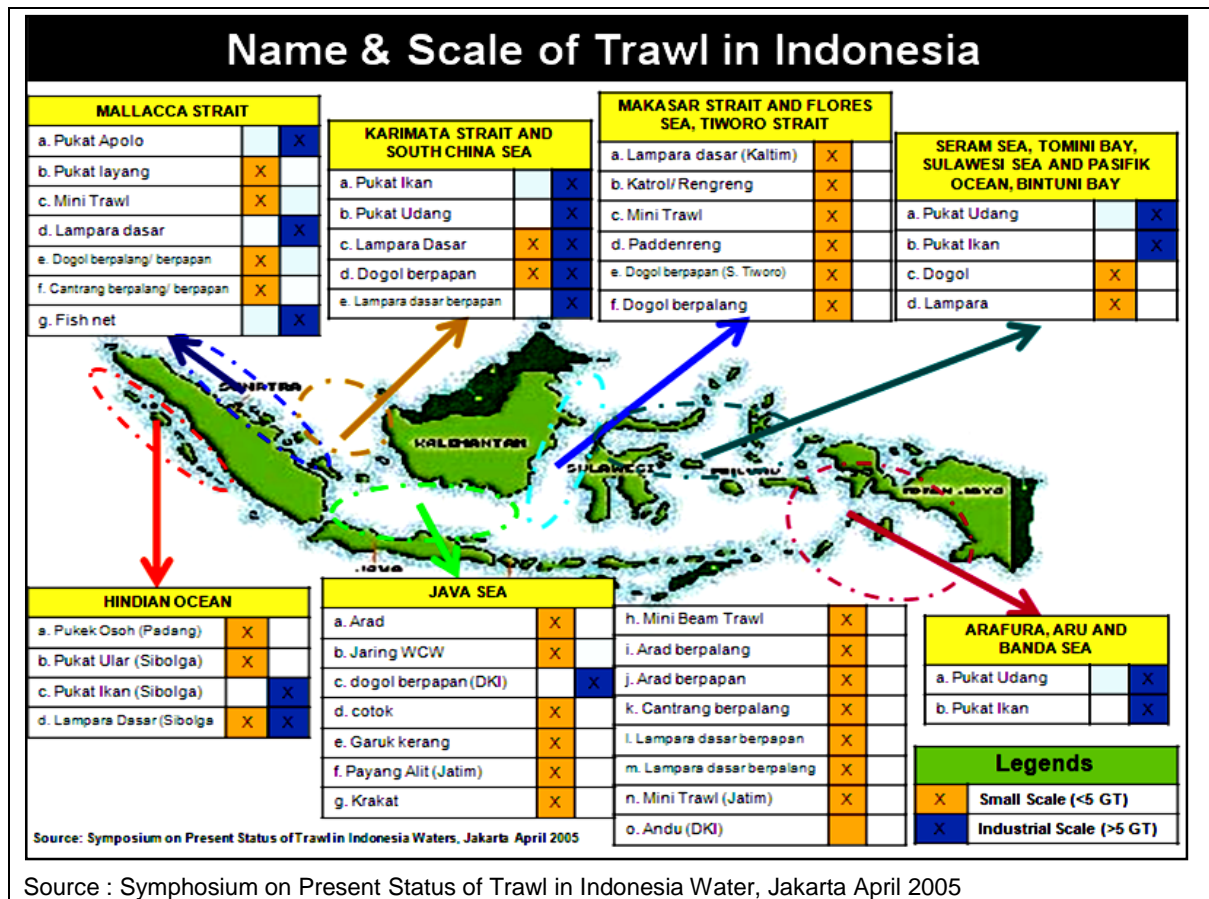 Name & Scale of Trawl in Indonesia
MALLACCA STRAIT
a. Pukat Apolo X
b. Pukat layang X
c. Mini Trawl X
d. Lampara dasar X
e. Dogol berpalang/ berpapan X
f. Cantrang berpalang/ berpapan X
g. Fish net X
KARIMATA STRAIT AND
SOUTH CHINA SEA
a. Pukat Ikan X
b. Pukat Udang X
c. Lampara Dasar X X
d. Dogol berpapan X X
e. Lampara dasar berpapan X
MAKASAR STRAIT AND FLORES
SEA, TIWORO STRAIT
a. Lampara dasar (Kaltim) X
b. Katrol/ Rengreng X
c. Mini Trawl X
d. Paddenreng X
e. Dogol berpapan (S. Tiworo) X
f. Dogol berpalang X
SERAM SEA, TOMINI BAY,
SULAWESI SEA AND PASIFIK
OCEAN, BINTUNI BAY
a. Pukat Udang X
b. Pukat Ikan X
c. Dogol X
d. Lampara X
KALIMANTAN
SULAWESI
HINDIAN OCEAN
a. Pukek Osoh (Padang) X
b. Pukat Ular (Sibolga) X
c. Pukat Ikan (Sibolga) X
d. Lampara Dasar (Sibolga X X
JAVA SEA
a. Arad X
b. Jaring WCW X
c. dogol berpapan (DKI) X
d. cotok X
e. Garuk kerang X
f. Payang Alit (Jatim) X
g. Krakat X
h. Mini Beam Trawl X
i. Arad berpalang X
j. Arad berpapan X
k. Cantrang berpalang X
l. Lampara dasar berpapan X
m. Lampara dasar berpalang X
n. Mini Trawl (Jatim) X
o. Andu (DKI)
ARAFURA, ARU AND
BANDA SEA
a. Pukat Udang X
b. Pukat Ikan X
Legends
X Small Scale (<5 GT)
X Industrial Scale (>5 GT)
Source: Symposium on Present Status of Trawl in Indonesia Waters, Jakarta April 2005
Source : Symphosium on Present Status of Trawl in Indonesia Water, Jakarta April 2005